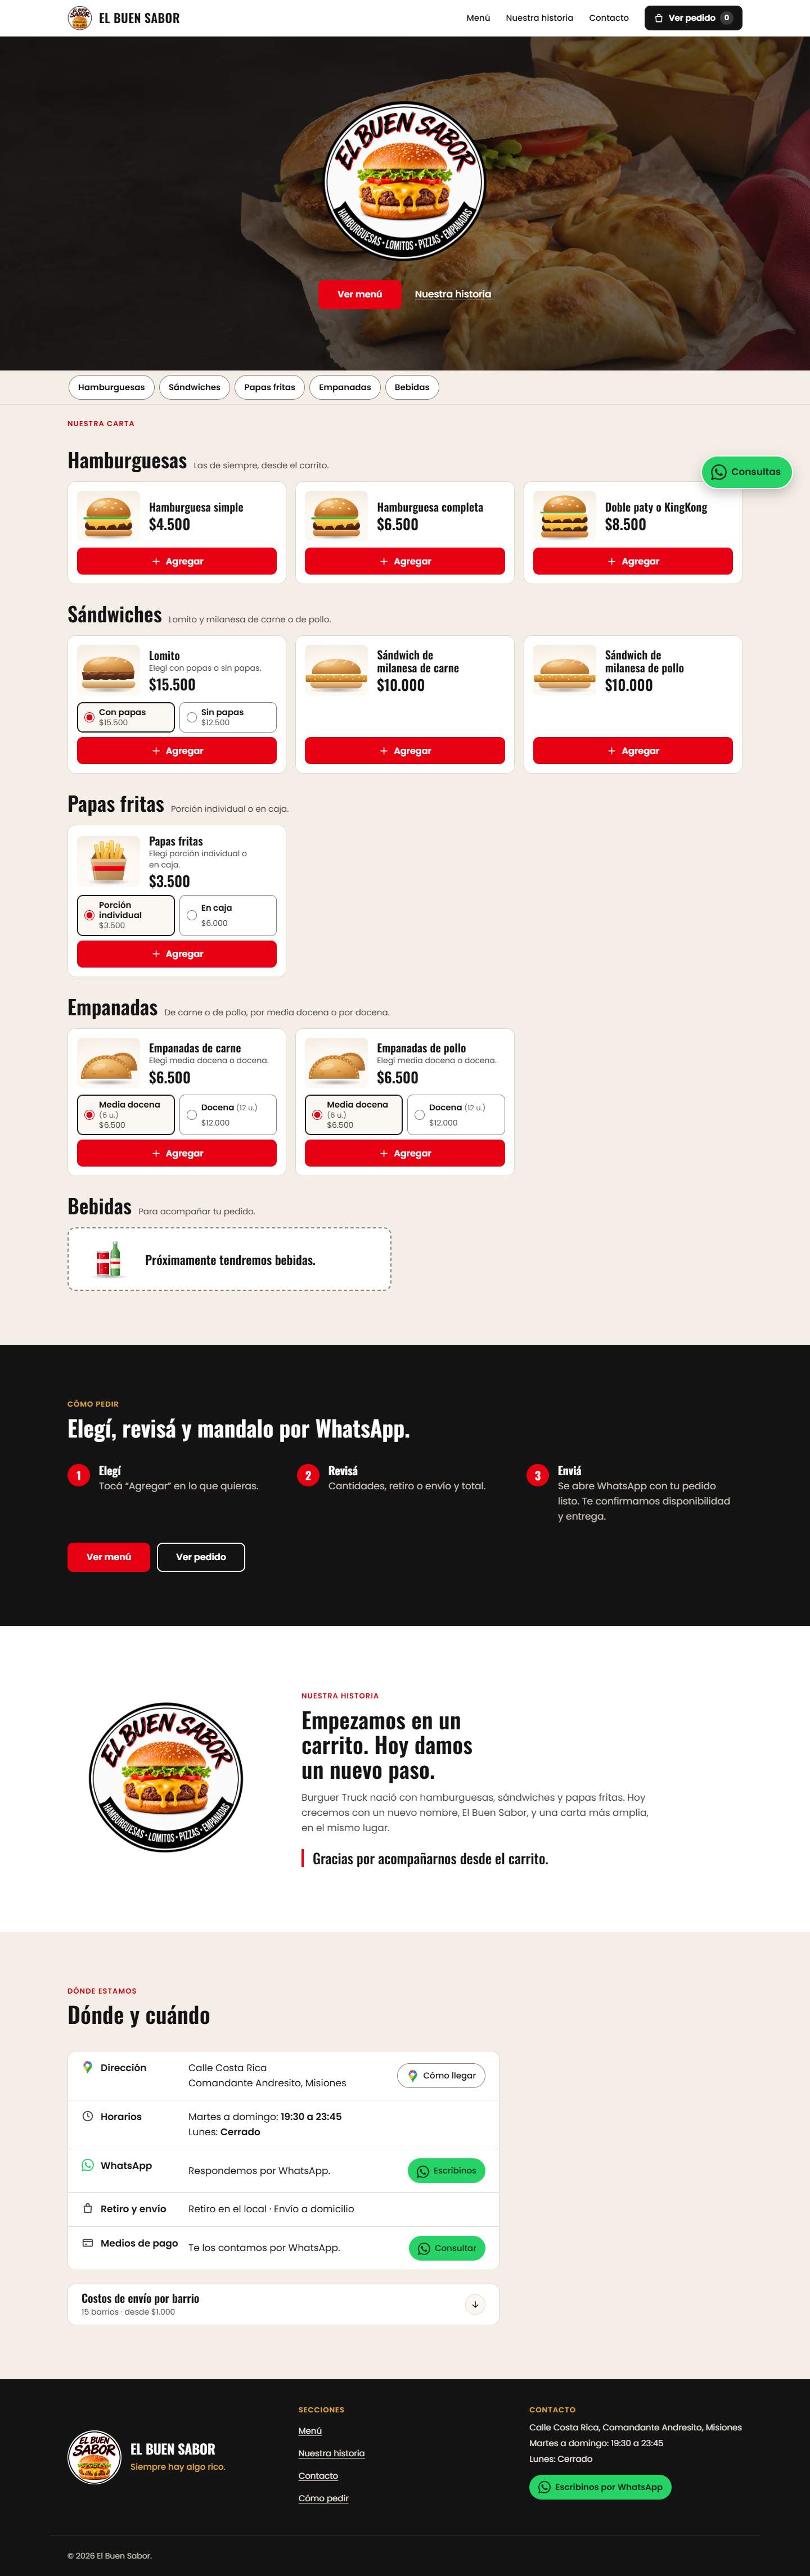 EL BUEN SABOR
EL BUEN SABOR
Menú
Nuestra historia
Contacto
Ver pedido 0
EL BUEN SABOR
HAMBURGUESAS • LOMITOS • PIZZAS • EMPANADAS
Ver menú
Nuestra historia
Hamburguesas
Sándwiches
Papas fritas
Empanadas
Bebidas
NUESTRA CARTA
Hamburguesas Las de siempre, desde el carrito.
Consultas
Hamburguesa simple
$4.500
+ Agregar
Hamburguesa completa
$6.500
+ Agregar
Doble paty o KingKong
$8.500
+ Agregar
Sándwiches Lomito y milanesa de carne o de pollo.
Lomito
Elegí con papas o sin papas.
$15.500
Con papas
$15.500
Sin papas
$12.500
+ Agregar
Sándwich de
milanesa de carne
$10.000
+ Agregar
Sándwich de
milanesa de pollo
$10.000
+ Agregar
Papas fritas Porción individual o en caja.
Papas fritas
Elegí porción individual o
en caja.
$3.500
Porción
individual
$3.500
En caja
$6.000
+ Agregar
Empanadas De carne o de pollo, por media docena o por docena.
Empanadas de carne
Elegí media docena o docena.
$6.500
Media docena
(6 u.)
$6.500
Docena (12 u.)
$12.000
+ Agregar
Empanadas de pollo
Elegí media docena o docena.
$6.500
Media docena
(6 u.)
$6.500
Docena (12 u.)
$12.000
+ Agregar
Bebidas Para acompañar tu pedido.
Próximamente tendremos bebidas.
CÓMO PEDIR
Elegí, revisá y mandalo por WhatsApp.
1 Elegí
Tocá “Agregar” en lo que quieras.
2 Revisá
Cantidades, retiro o envío y total.
3 Enviá
Se abre WhatsApp con tu pedido
listo. Te confirmamos disponibilidad
y entrega.
Ver menú
Ver pedido
EL BUEN SABOR
HAMBURGUESAS • LOMITOS • PIZZAS • EMPANADAS
NUESTRA HISTORIA
Empezamos en un
carrito. Hoy damos
un nuevo paso.
Burguer Truck nació con hamburguesas, sándwiches y papas fritas. Hoy
crecemos con un nuevo nombre, El Buen Sabor, y una carta más amplia,
en el mismo lugar.
Gracias por acompañarnos desde el carrito.
DÓNDE ESTAMOS
Dónde y cuándo
Dirección
Calle Costa Rica
Comandante Andresito, Misiones
Cómo llegar
Horarios
Martes a domingo: 19:30 a 23:45
Lunes: Cerrado
WhatsApp
Respondemos por WhatsApp.
Escribinos
Retiro y envío
Retiro en el local · Envío a domicilio
Medios de pago
Te los contamos por WhatsApp.
Consultar
Costos de envío por barrio
15 barrios · desde $1.000
EL BUEN SABOR
EL BUEN SABOR
Siempre hay algo rico.
SECCIONES
Menú
Nuestra historia
Contacto
Cómo pedir
CONTACTO
Calle Costa Rica, Comandante Andresito, Misiones
Martes a domingo: 19:30 a 23:45
Lunes: Cerrado
Escribinos por WhatsApp
© 2026 El Buen Sabor.